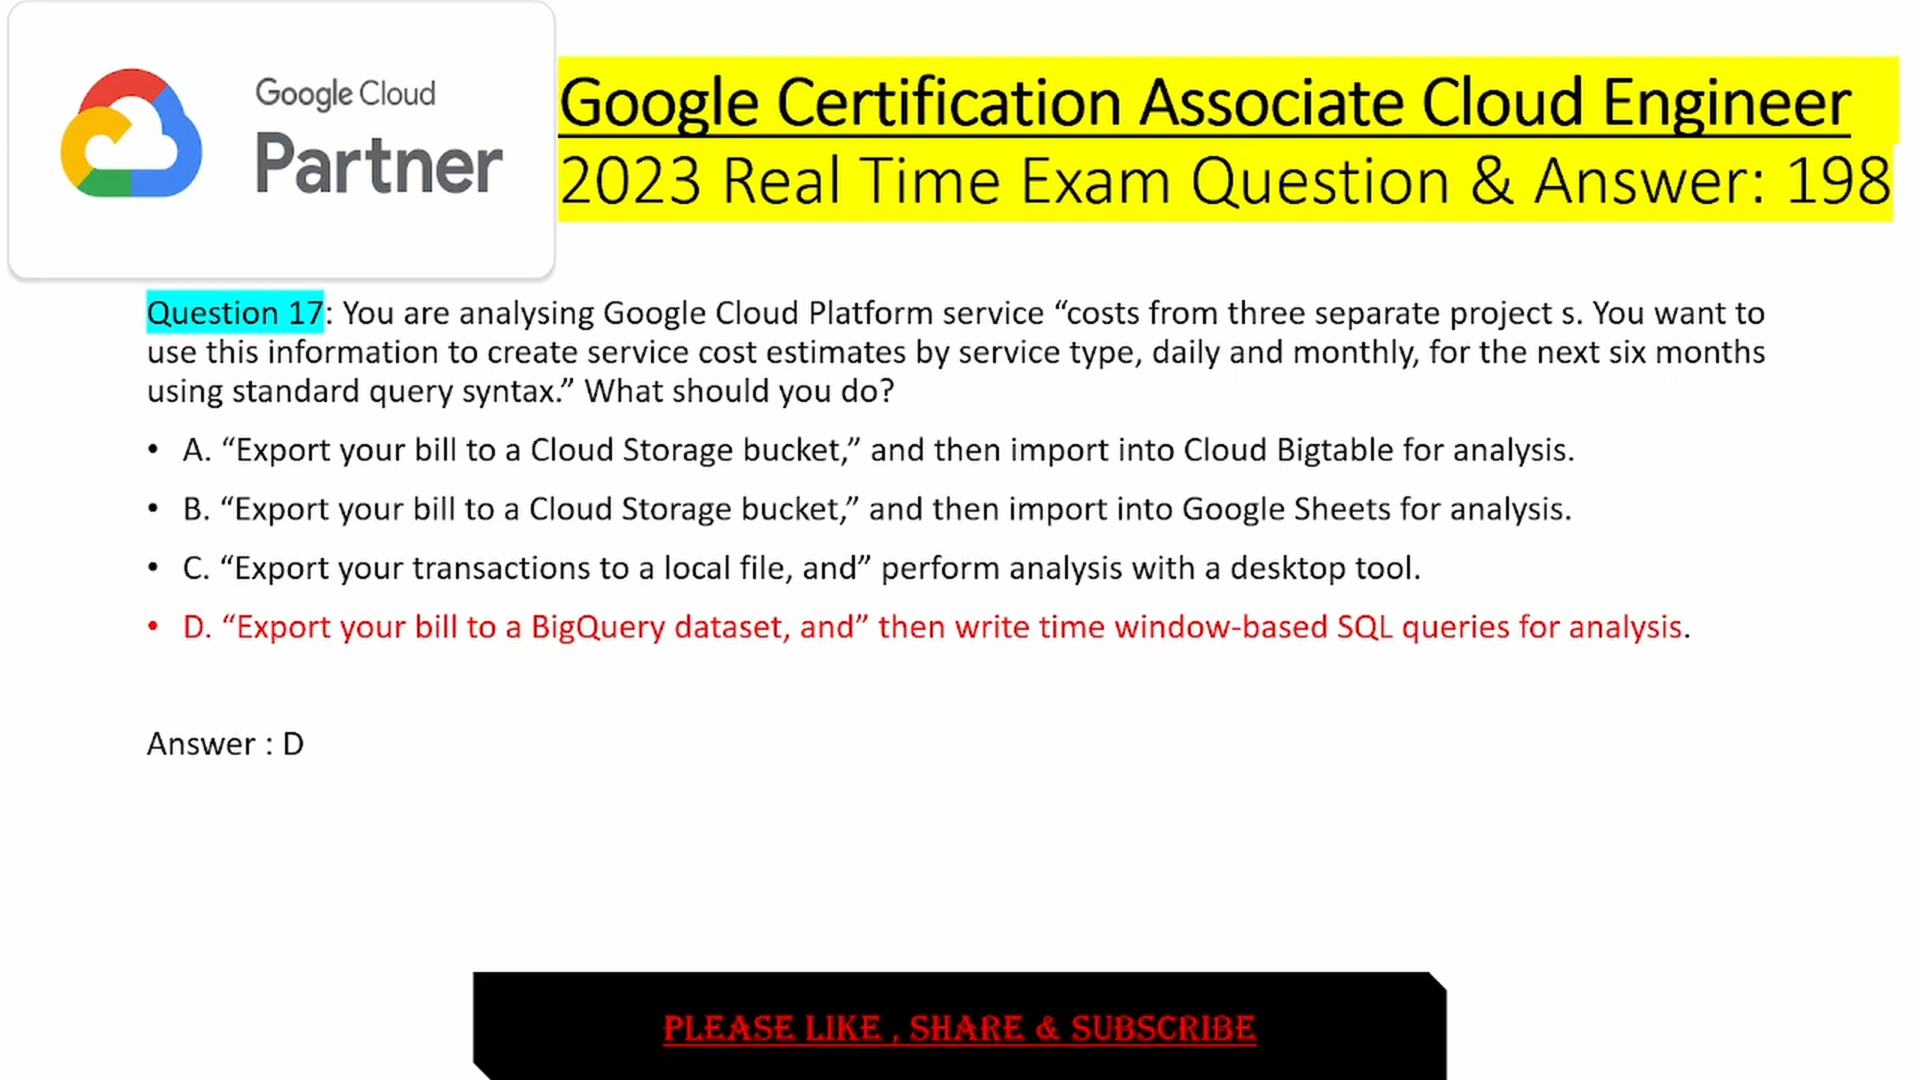 Google Cloud
Partner
Google Certification Associate Cloud Engineer
2023 Real Time Exam Question & Answer: 198
Question 17: You are analysing Google Cloud Platform service “costs from three separate project s. You want to
use this information to create service cost estimates by service type, daily and monthly, for the next six months
using standard query syntax.” What should you do?
• A. “Export your bill to a Cloud Storage bucket,” and then import into Cloud Bigtable for analysis.
• B. “Export your bill to a Cloud Storage bucket,” and then import into Google Sheets for analysis.
• C. “Export your transactions to a local file, and” perform analysis with a desktop tool.
• D. “Export your bill to a BigQuery dataset, and” then write time window-based SQL queries for analysis.
Answer : D
PLEASE LIKE , SHARE & SUBSCRIBE